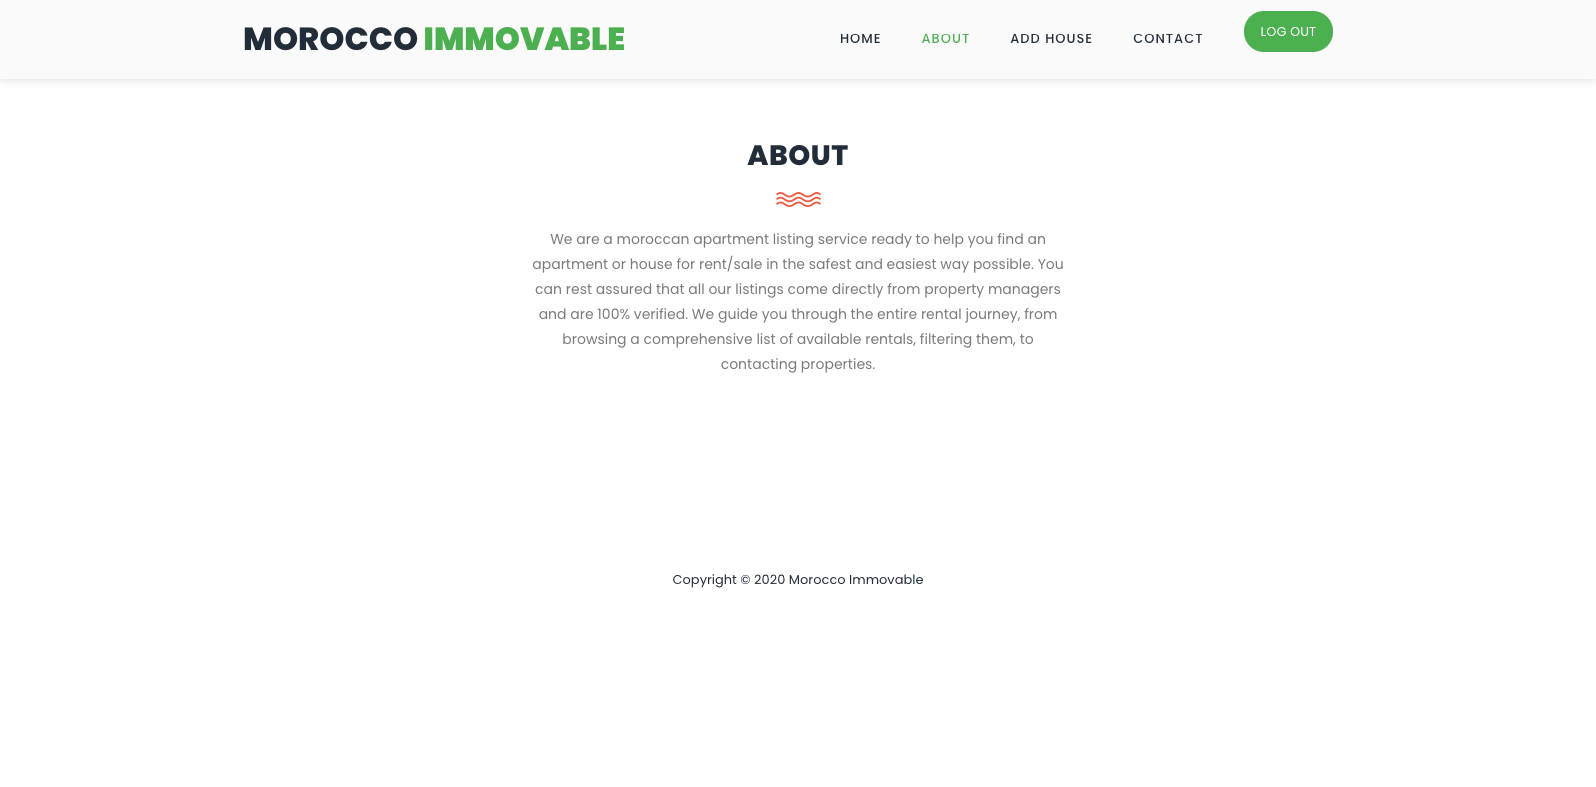 MOROCCO IMMOVABLE
HOME ABOUT ADD HOUSE CONTACT LOG OUT
ABOUT
We are a moroccan apartment listing service ready to help you find an
apartment or house for rent/sale in the safest and easiest way possible. You
can rest assured that all our listings come directly from property managers
and are 100% verified. We guide you through the entire rental journey, from
browsing a comprehensive list of available rentals, filtering them, to
contacting properties.
Copyright © 2020 Morocco Immovable